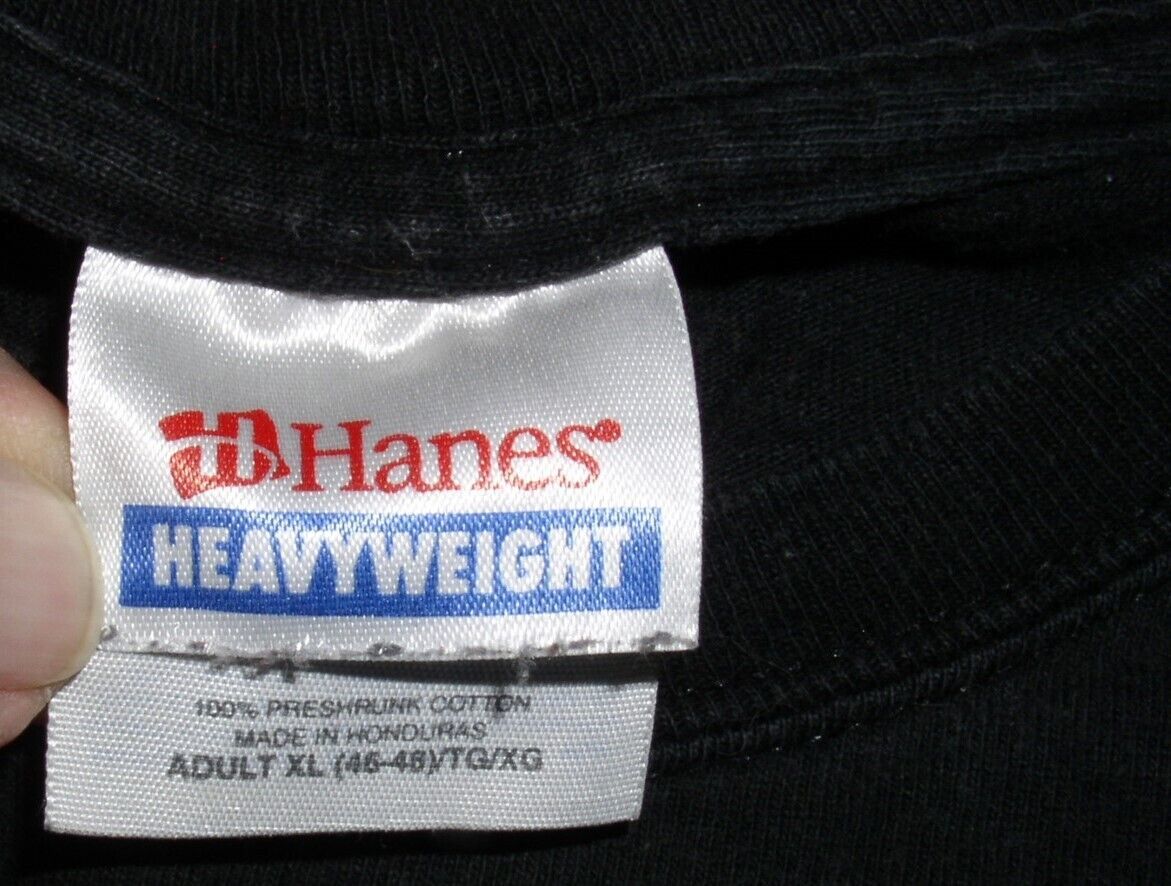 Hanes
HEAVYWEIGHT
100% PRESHRUNK COTTON
MADE IN HONDURAS
ADULT XL (46-48)/TG/XG